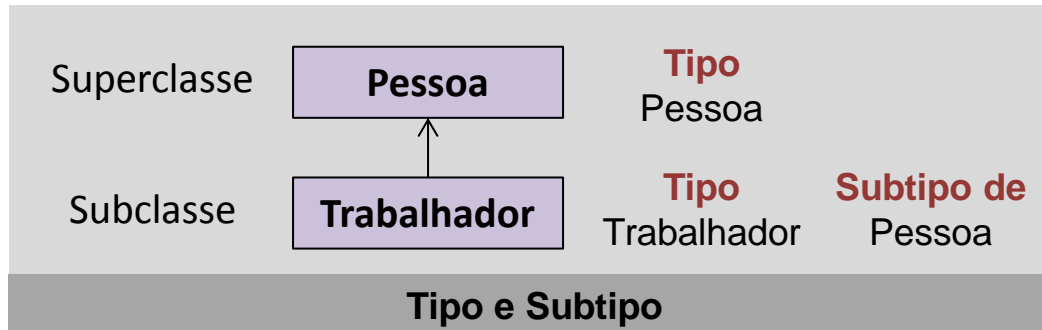 Superclasse Pessoa Tipo
Pessoa
Subclasse Trabalhador Tipo Subtipo de
Trabalhador Pessoa
Tipo e Subtipo